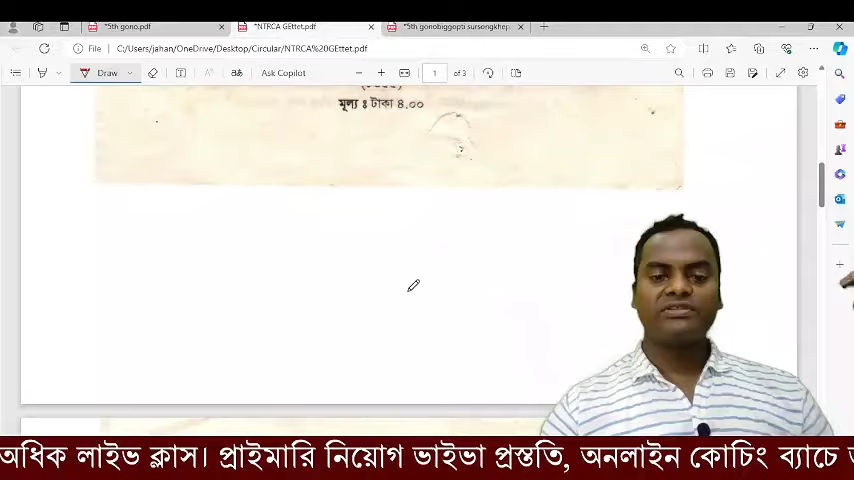 *5th gono.pdf
*NTRCA GEttet.pdf
*5th gonobiggopti sursongkhep
File
C:/Users/jahan/OneDrive/Desktop/Circular/NTRCA%20GEttet.pdf
Draw
Ask Copilot
1 of 3
মূল্য ঃ টাকা ৪.০০
অধিক লাইভ ক্লাস। প্রাইমারি নিয়োগ ভাইভা প্রস্ততি, অনলাইন কোচিং ব্যাচে